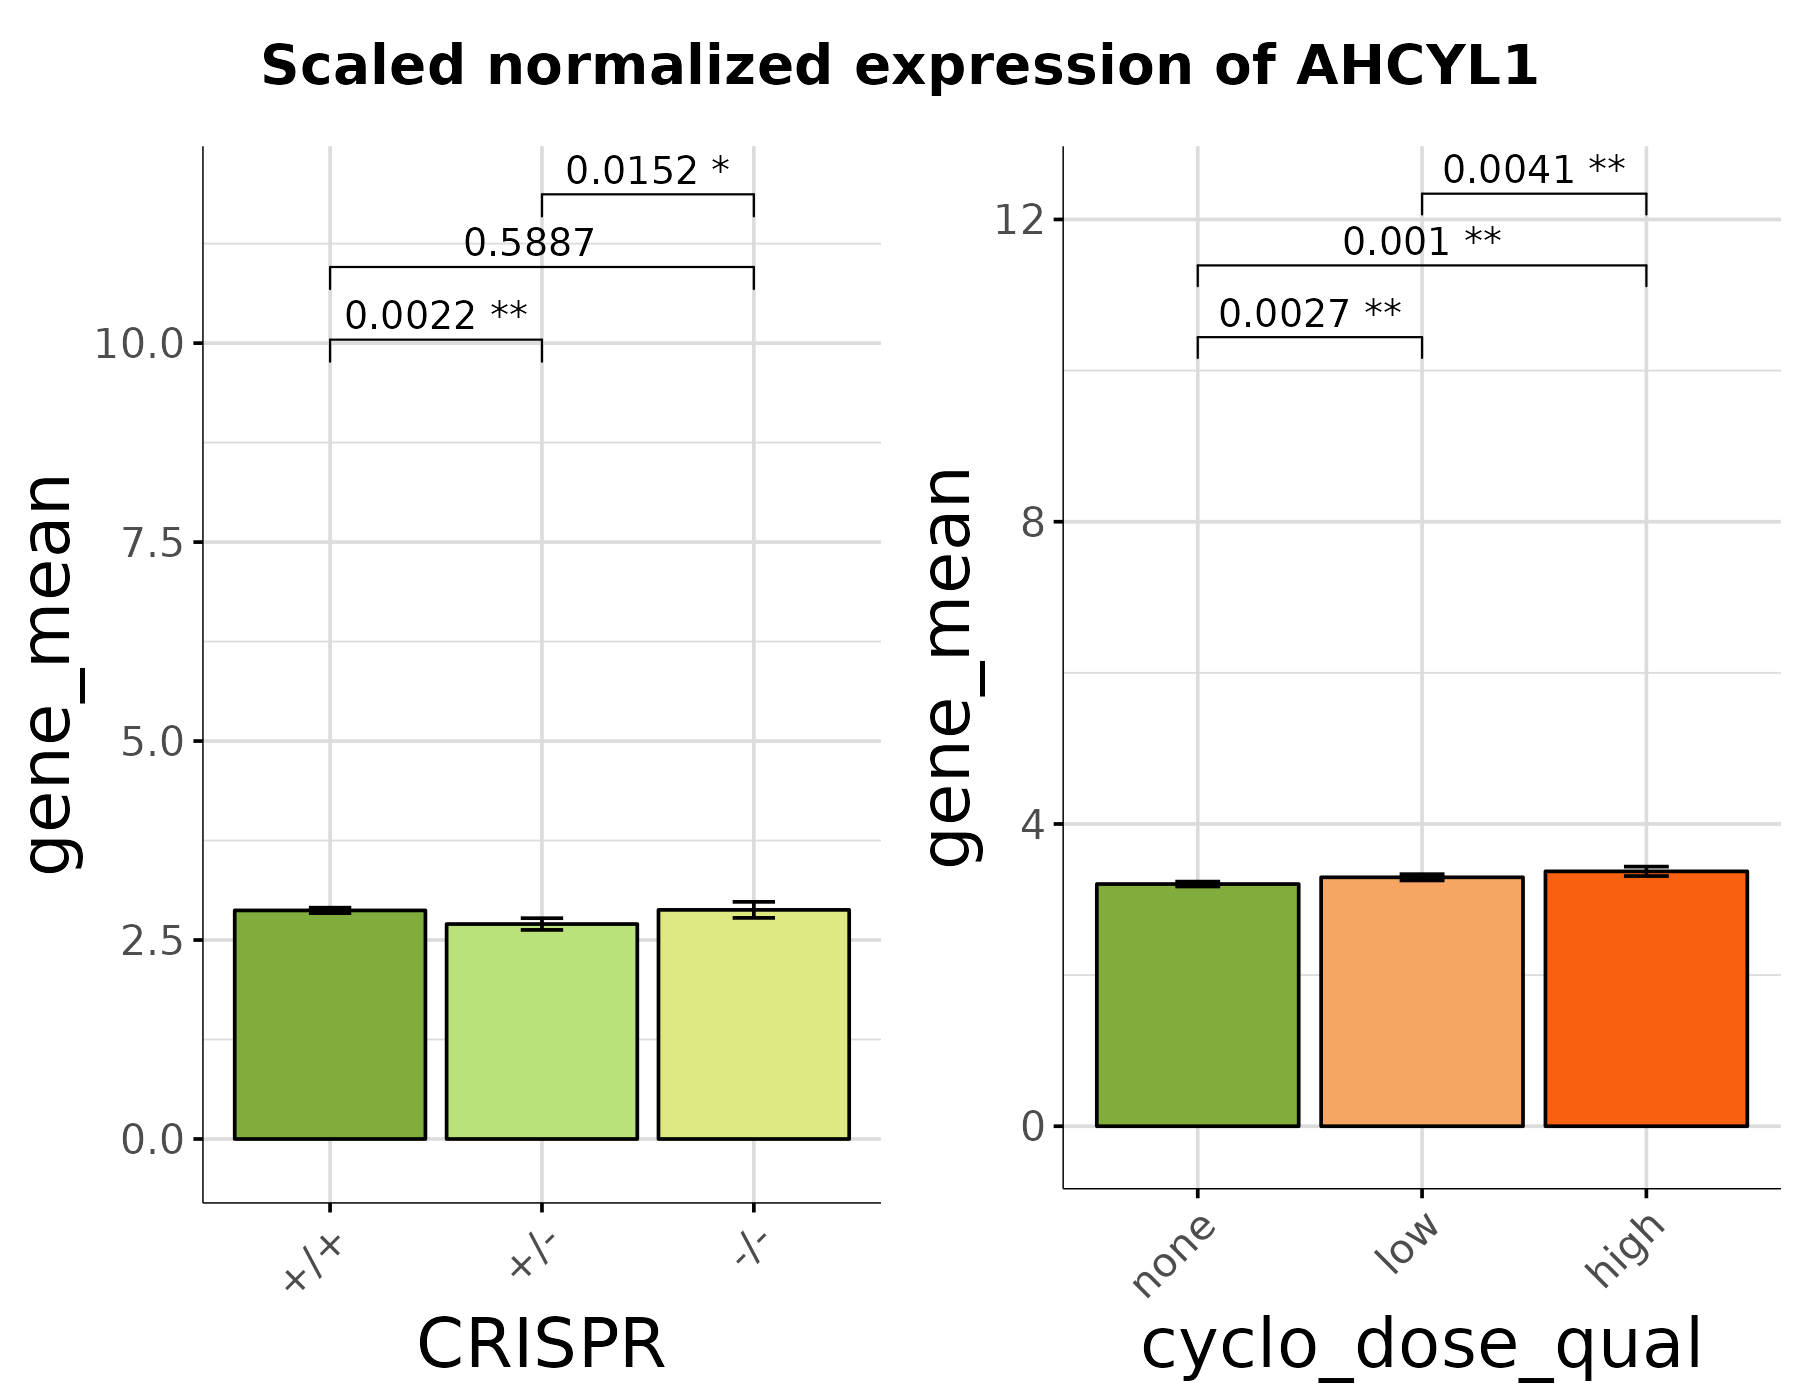 Scaled normalized expression of AHCYL1
gene_mean
10.0
7.5
5.0
2.5
0.0
0.0152 *
0.5887
0.0022 **
+/+
+/-
-/-
CRISPR
gene_mean
12
8
4
0
0.0041 **
0.001 **
0.0027 **
none
low
high
cyclo_dose_qual